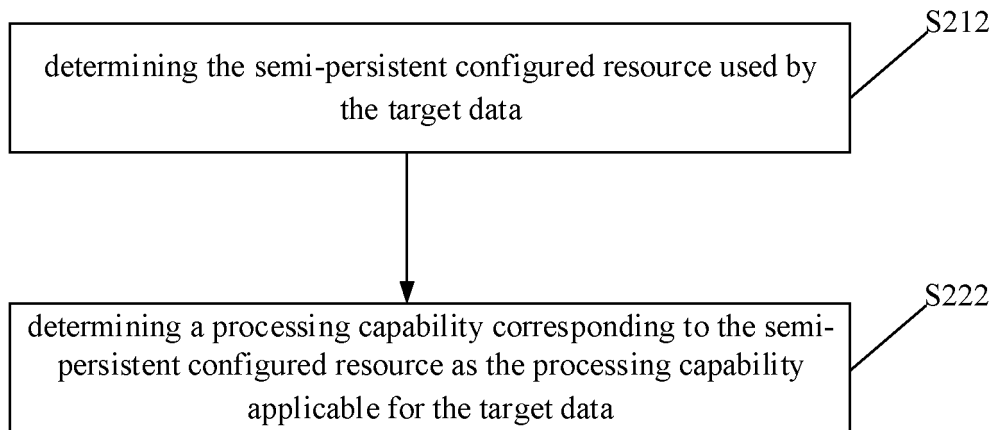 S212
determining the semi-persistent configured resource used by
the target data
S222
determining a processing capability corresponding to the semi-
persistent configured resource as the processing capability
applicable for the target data